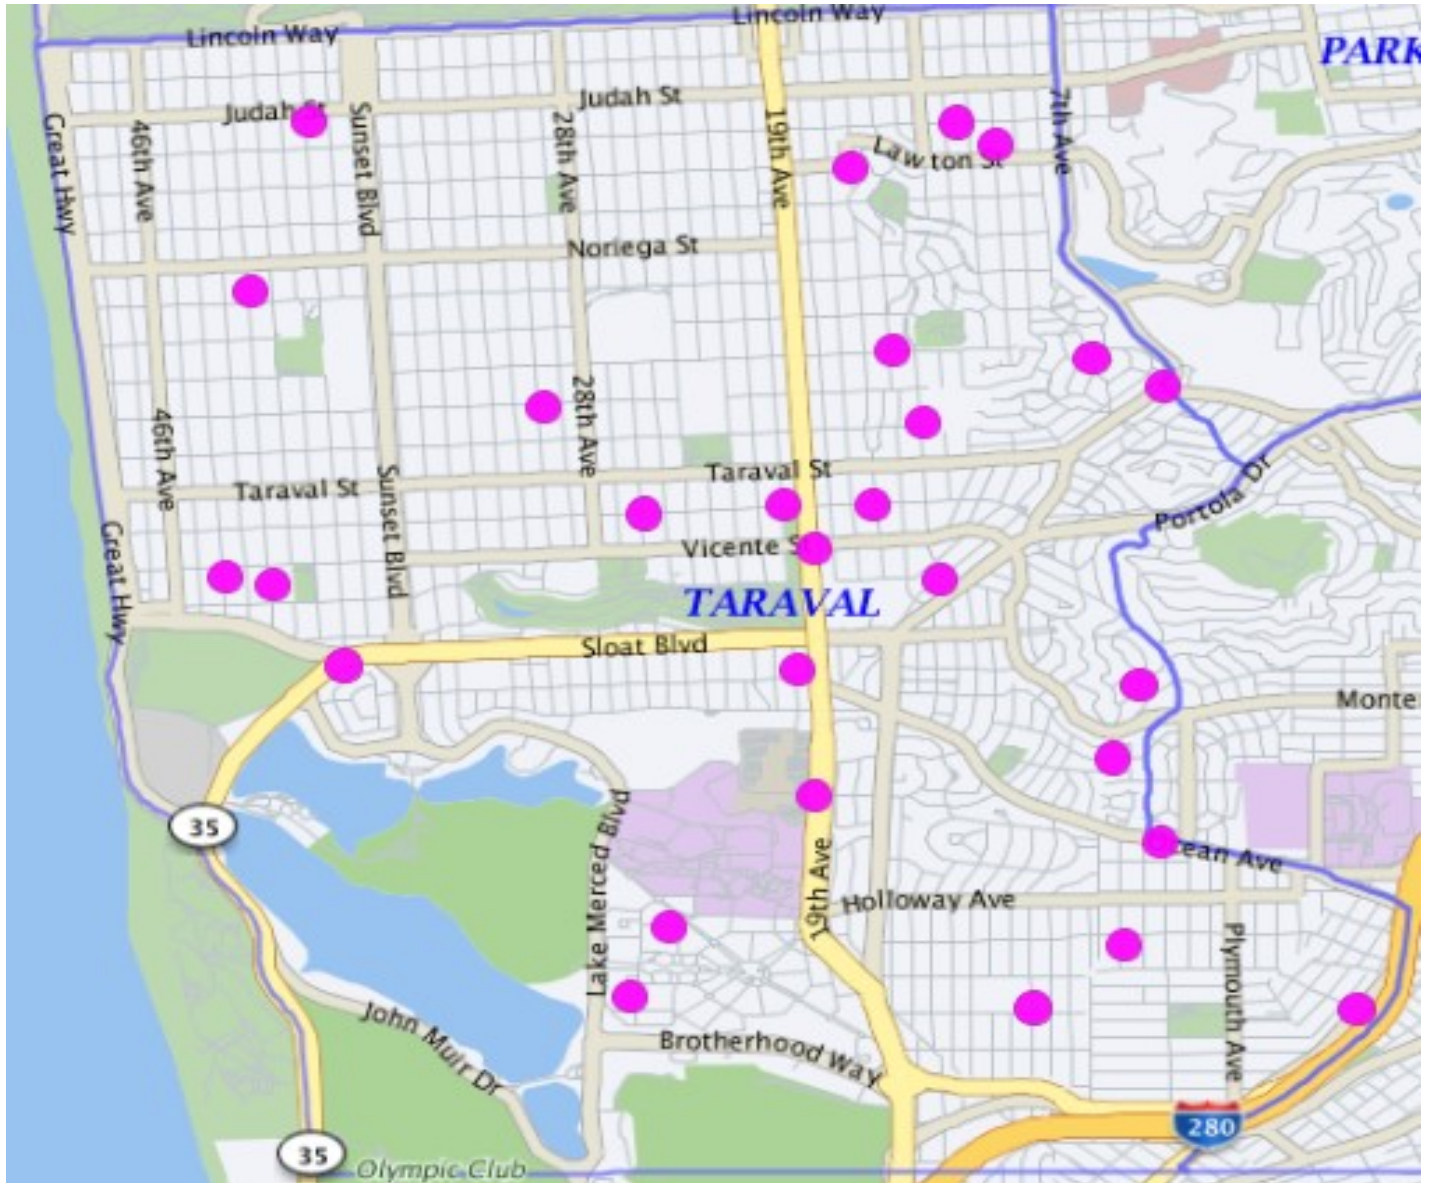 Lincoln Way
Lincoln Way
PARK
Judah St
Judah St
Great Hwy
46th Ave
Sunset Blvd
28th Ave
19th Ave
7th Ave
Lawton St
Noriega St
28th Ave
46th Ave
Taraval St
Taraval St
Sunset Blvd
Portola Dr
Great Hwy
Vicente S
TARAVAL
Sloat Blvd
Monte
35
Lake Merced Blvd
19th Ave
cean Ave
Holloway Ave
Plymouth Ave
John Muir Dr
Brotherhood Way
280
35
Olympic Club